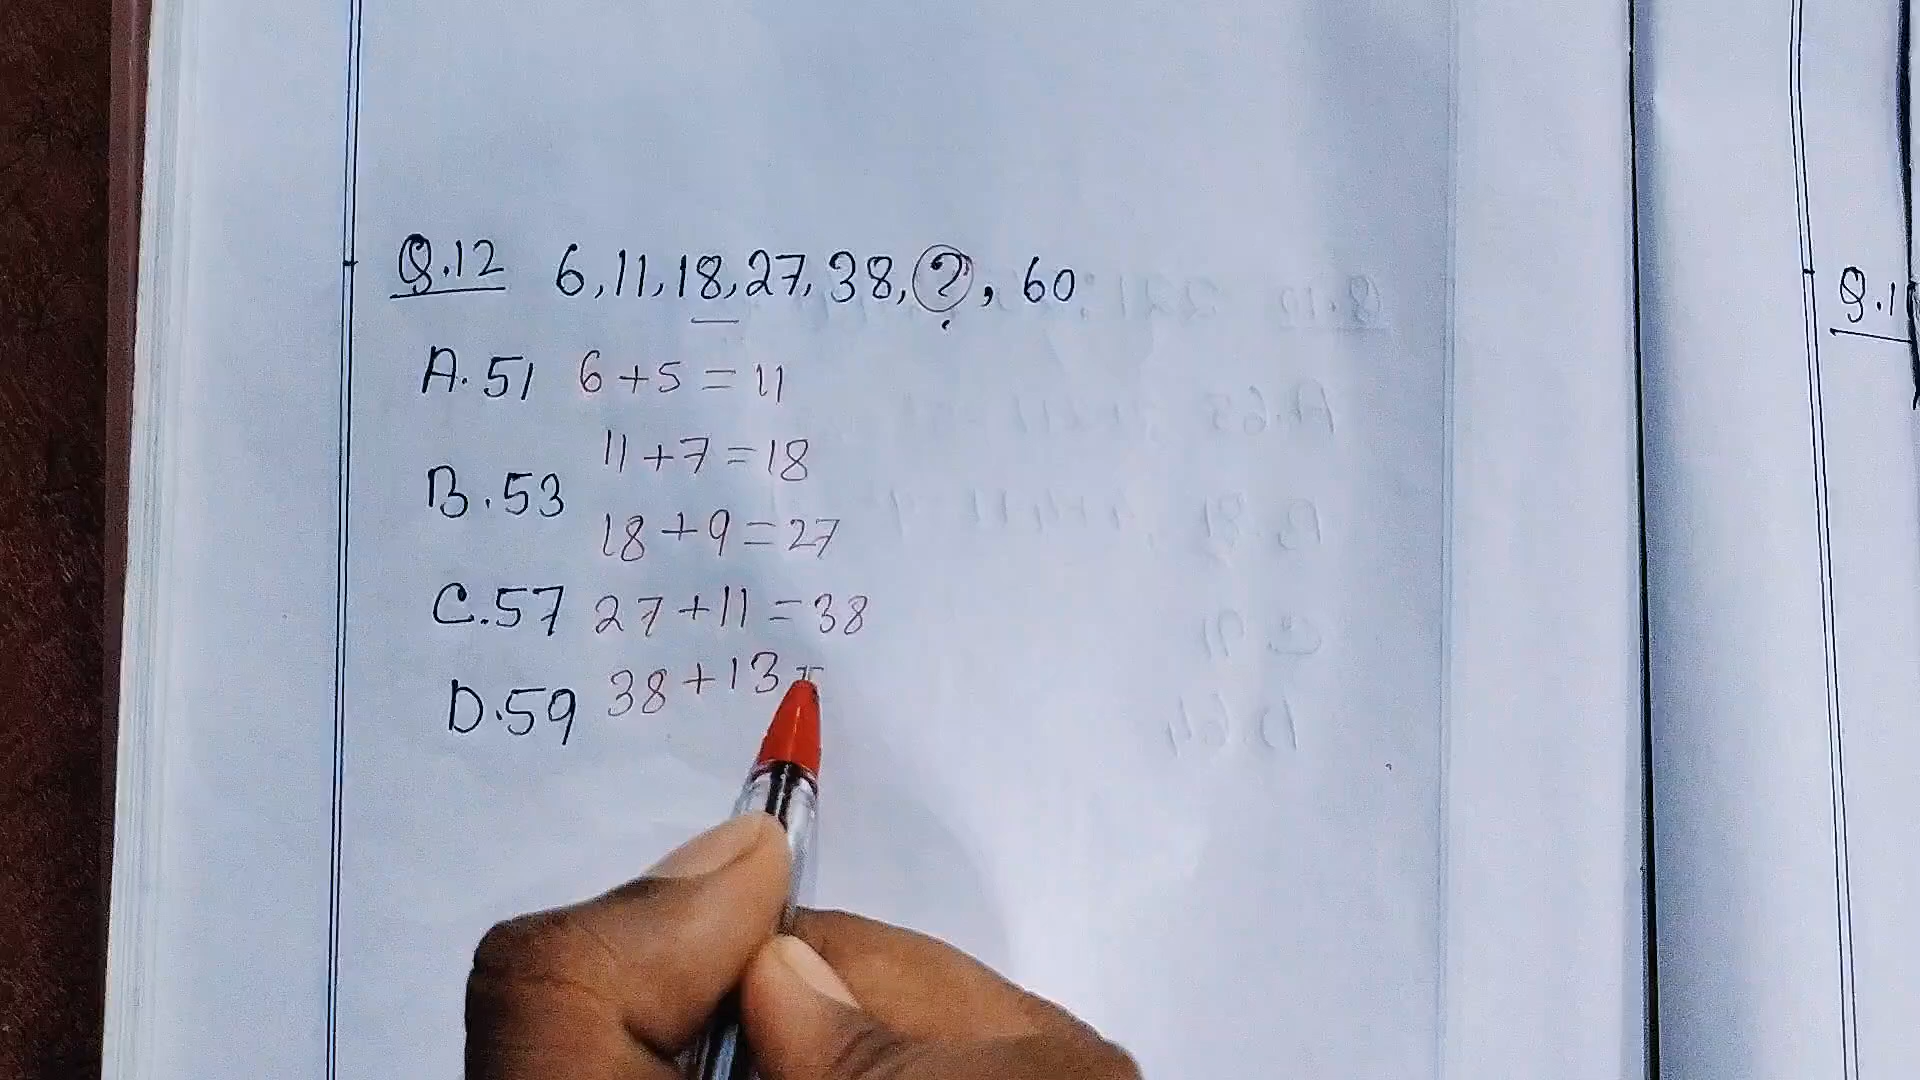 Q.12 6, 11, 18, 27, 38, ?, 60
A. 51 6 + 5 = 11
11 + 7 = 18
B. 53
18 + 9 = 27
C. 57 27 + 11 = 38
D. 59 38 + 13 =
Q.1